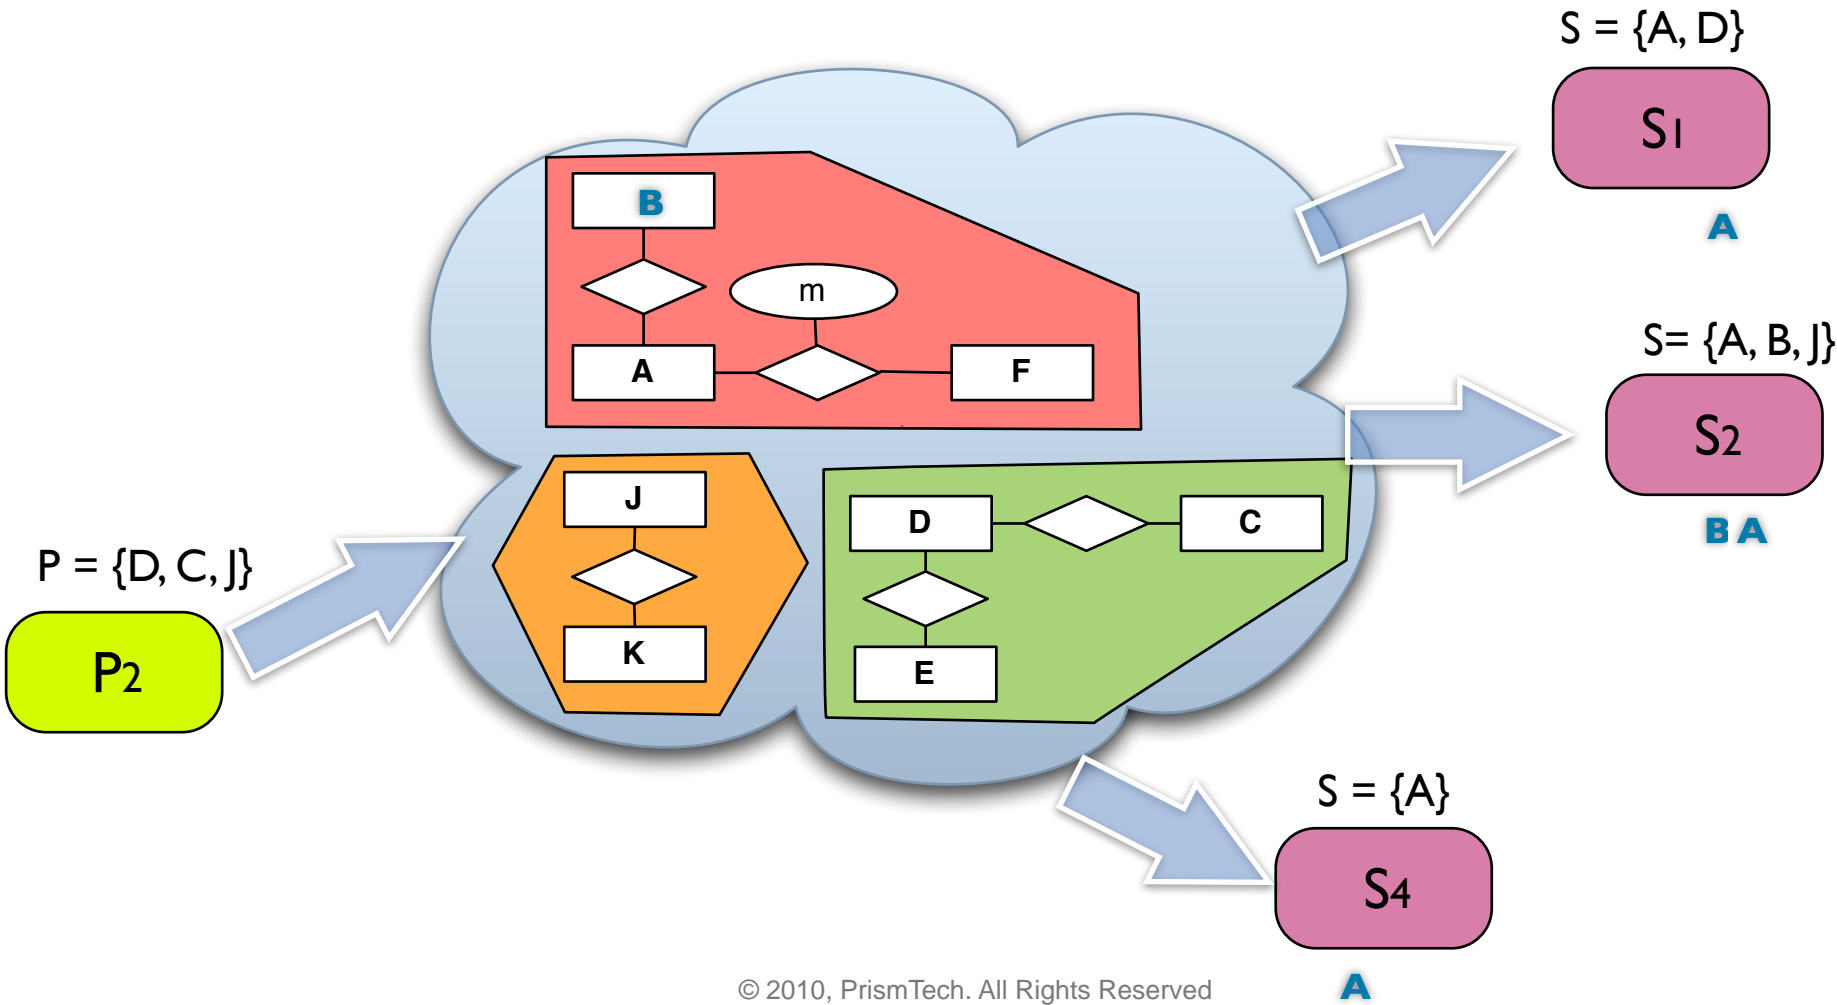 S = {A, D}
S1
A
B
m
A
F
S= {A, B, J}
S2
B A
J
K
D
C
E
P = {D, C, J}
P2
S = {A}
S4
A
© 2010, PrismTech. All Rights Reserved